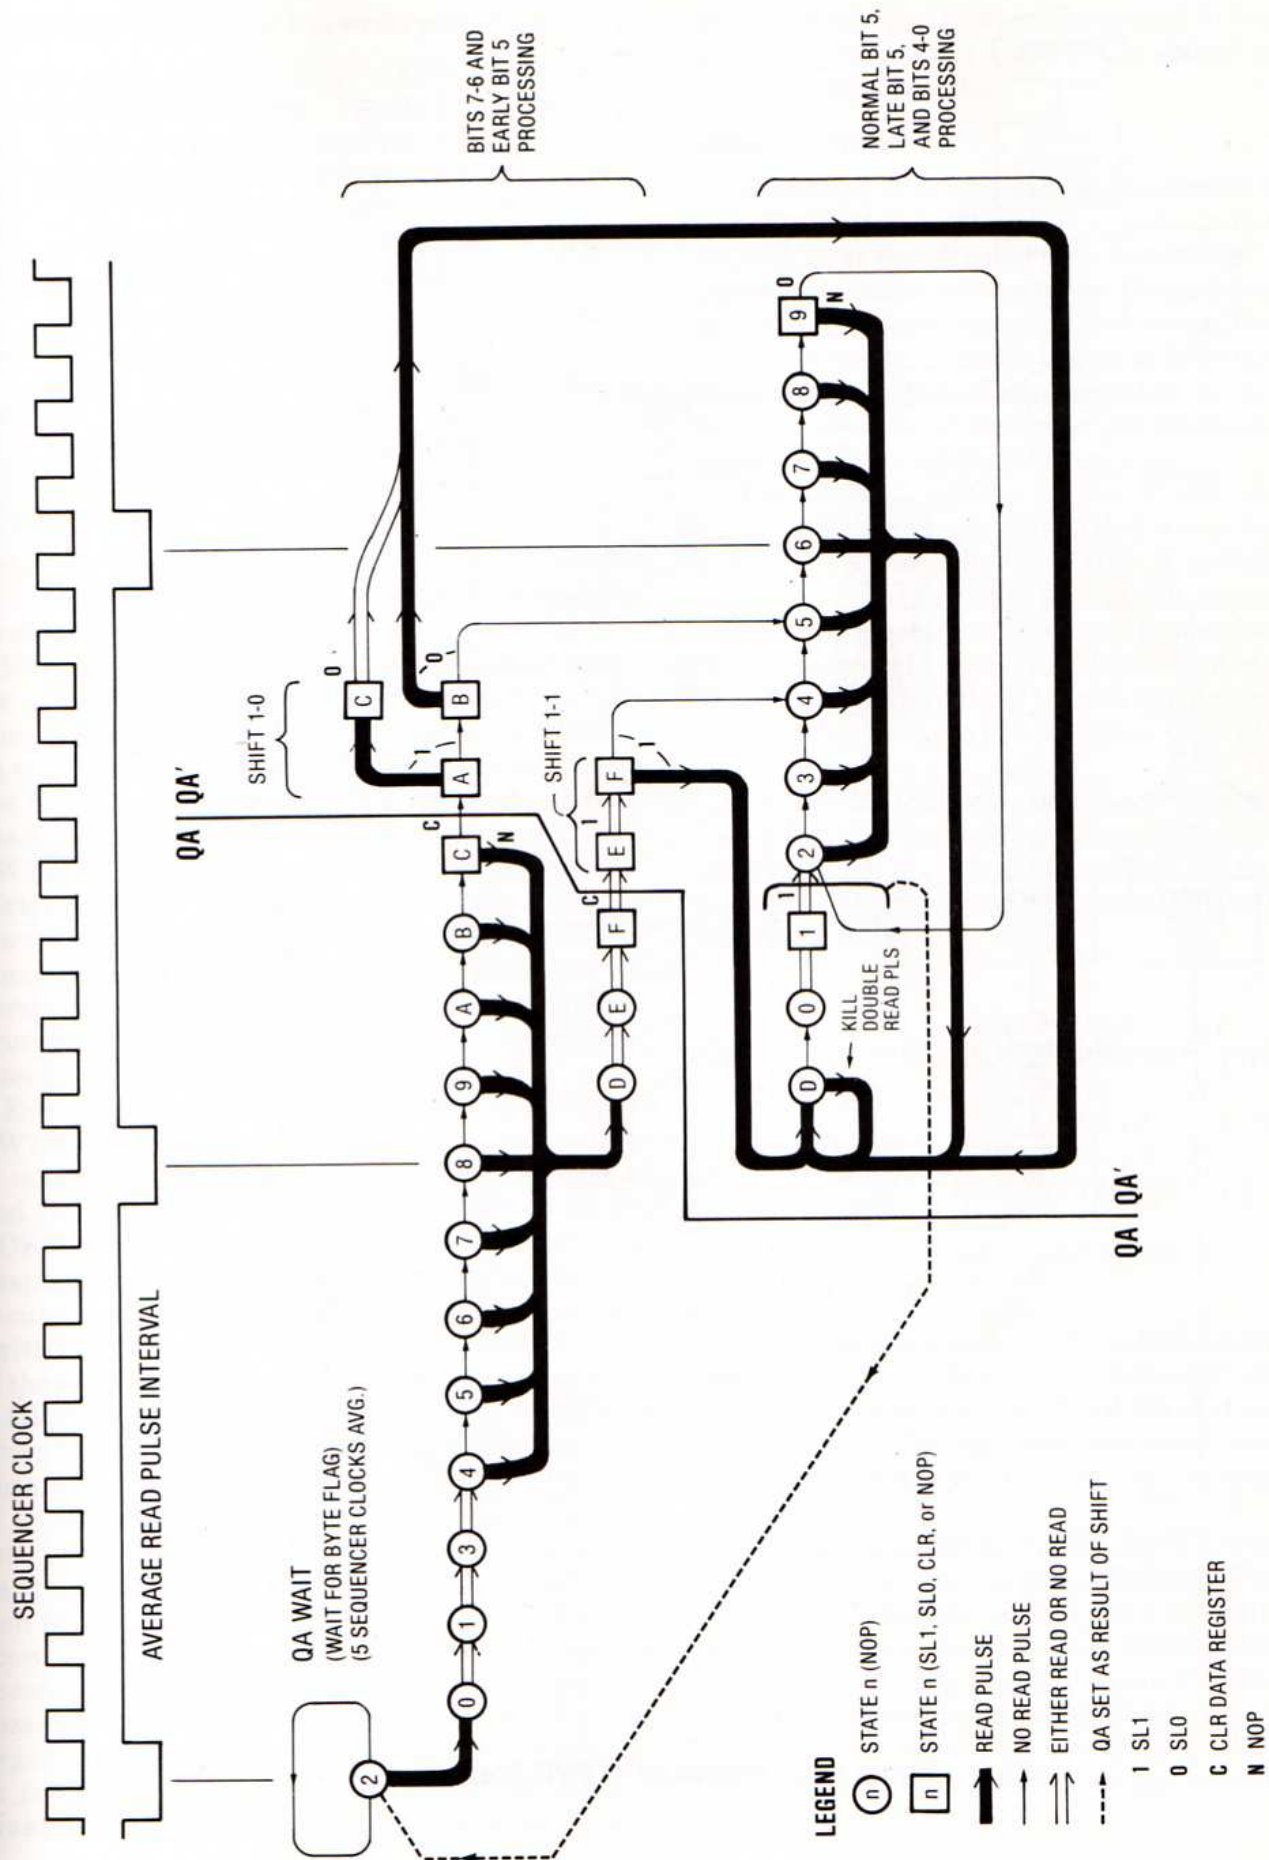 SEQUENCER CLOCK
AVERAGE READ PULSE INTERVAL
QA WAIT
(WAIT FOR BYTE FLAG)
(5 SEQUENCER CLOCKS AVG.)
2
0
1
3
4
5
6
7
8
9
A
B
C
C
N
QA QA'
A
1
B
0
C
0
SHIFT 1-0
BITS 7-6 AND
EARLY BIT 5
PROCESSING
D
E
F
C
E
1
F
1
SHIFT 1-1
D
0
1
1
2
3
4
5
6
7
8
9
0
N
KILL
DOUBLE
READ PLS
NORMAL BIT 5,
LATE BIT 5,
AND BITS 4-0
PROCESSING
QA QA'
LEGEND
n STATE n (NOP)
n STATE n (SL1, SL0, CLR, or NOP)
READ PULSE
NO READ PULSE
EITHER READ OR NO READ
QA SET AS RESULT OF SHIFT
1 SL1
0 SL0
C CLR DATA REGISTER
N NOP